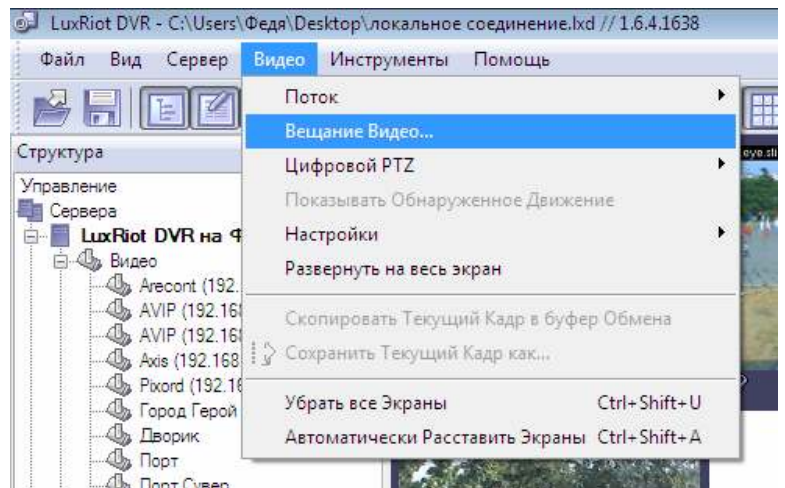 LuxRiot DVR - C:\Users\Федя\Desktop\локальное соединение.lxd // 1.6.4.1638
Файл Вид Сервер Видео Инструменты Помощь
Поток
Вещание Видео...
Цифровой PTZ
Показывать Обнаруженное Движение
Настройки
Развернуть на весь экран
Скопировать Текущий Кадр в буфер Обмена
Сохранить Текущий Кадр как...
Убрать все Экраны Ctrl+Shift+U
Автоматически Расставить Экраны Ctrl+Shift+A
Структура
Управление
Сервера
LuxRiot DVR на Ф
Видео
Arecont (192.
AVIP (192.168
AVIP (192.168
Axis (192.168
Pixord (192.16
Город Герой
Дворик
Порт
Порт Сувер